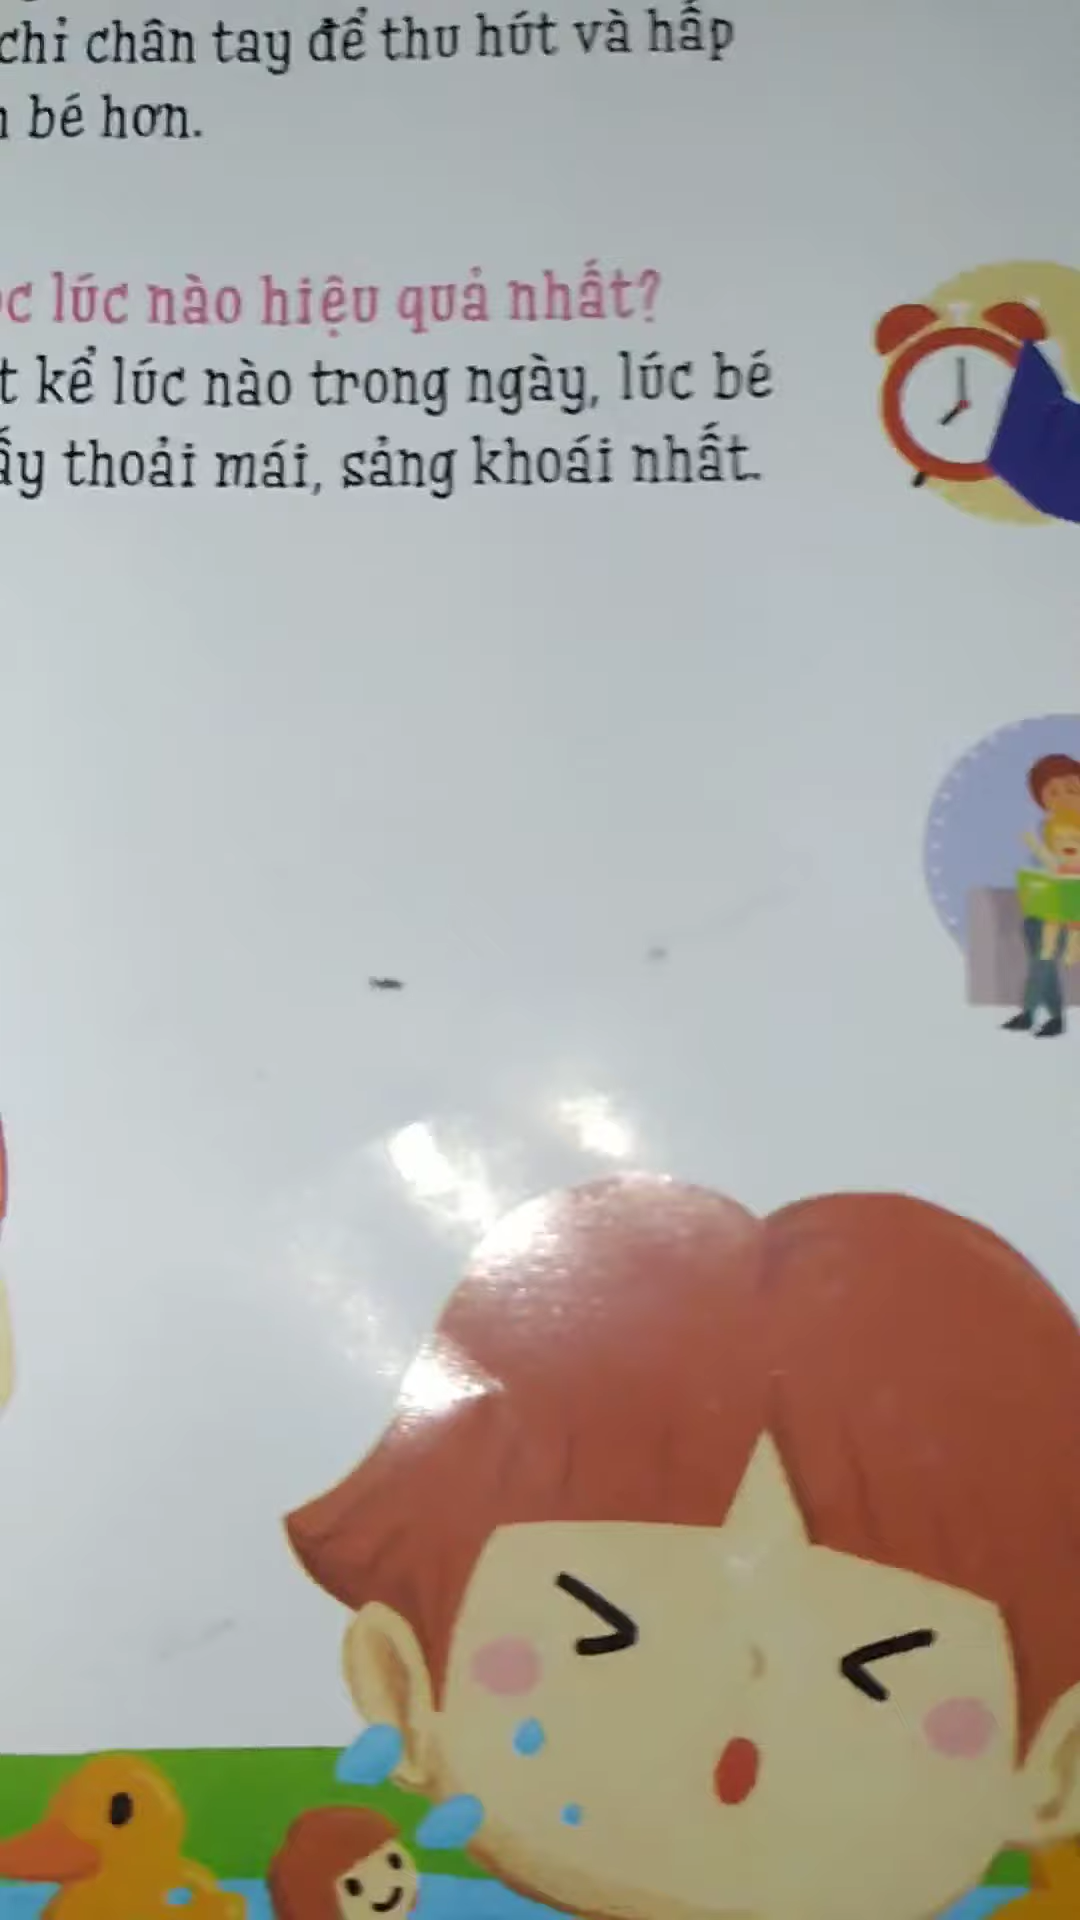 chi chân tay để thu hút và hấp
bé hơn.
lúc nào hiệu quả nhất?
kể lúc nào trong ngày, lúc bé
thoải mái, sảng khoái nhất.